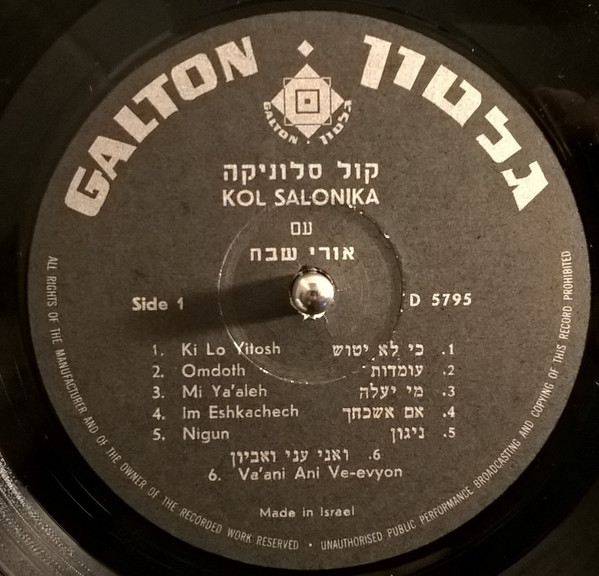 GALTON גלטון
GALTON גלטון
קול סלוניקה
KOL SALONIKA
עם
אורי שבח
Side 1 D 5795
1. Ki Lo Yitosh כי לא יטוש .1
2. Omdoth עומדות .2
3. Mi Ya'aleh מי יעלה .3
4. Im Eshkachech אם אשכחך .4
5. Nigun ניגון .5
6. ואני עני ואביון
6. Va'ani Ani Ve-evyon
Made in Israel
ALL RIGHTS OF THE MANUFACTURER AND OF THE OWNER OF THE RECORDED WORK RESERVED · UNAUTHORISED PUBLIC PERFORMANCE BROADCASTING AND COPYING OF THIS RECORD PROHIBITED